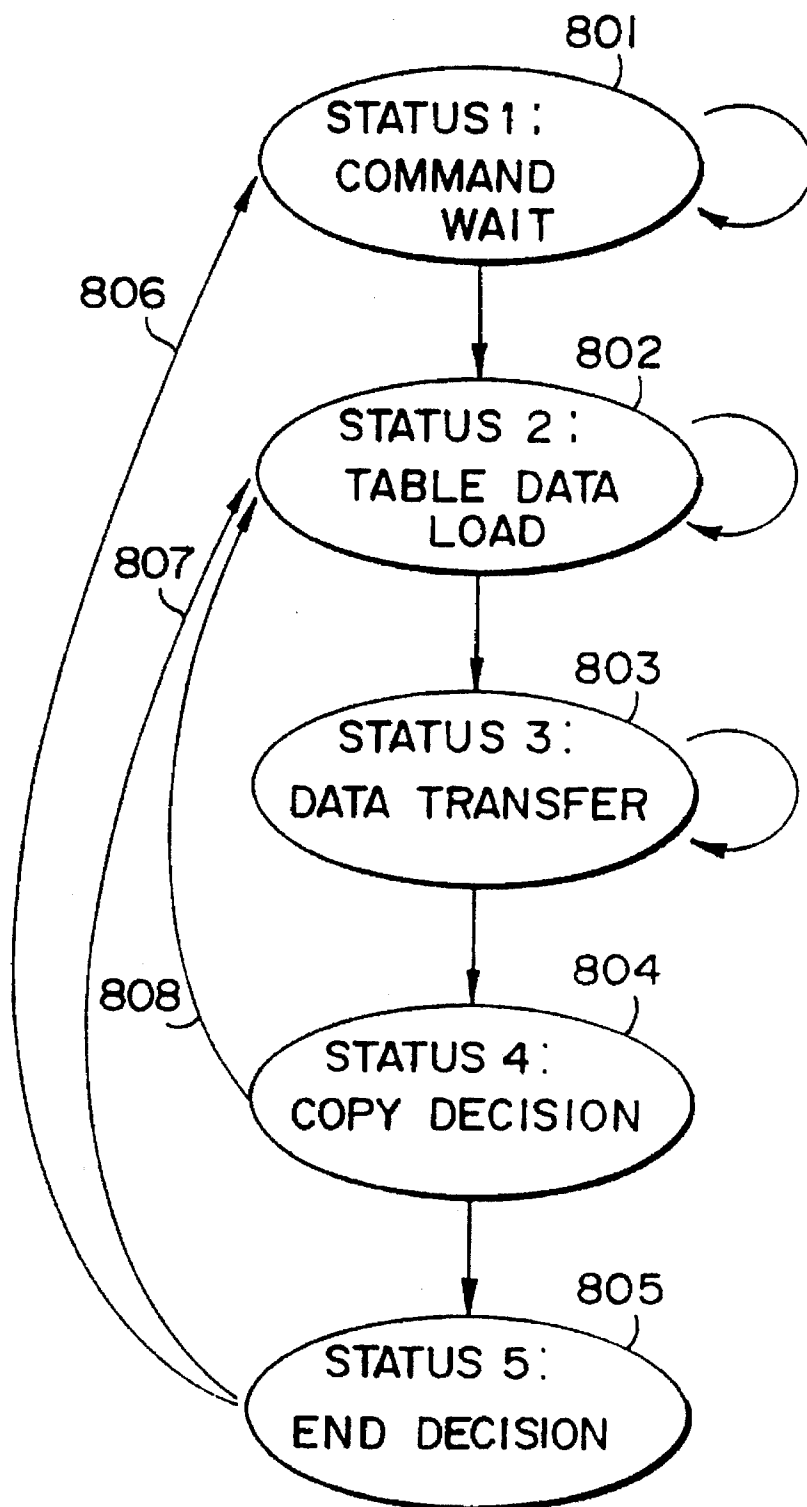 801
STATUS 1:
COMMAND
WAIT
806
802
STATUS 2:
TABLE DATA
LOAD
807
803
STATUS 3:
DATA TRANSFER
808
804
STATUS 4:
COPY DECISION
805
STATUS 5:
END DECISION